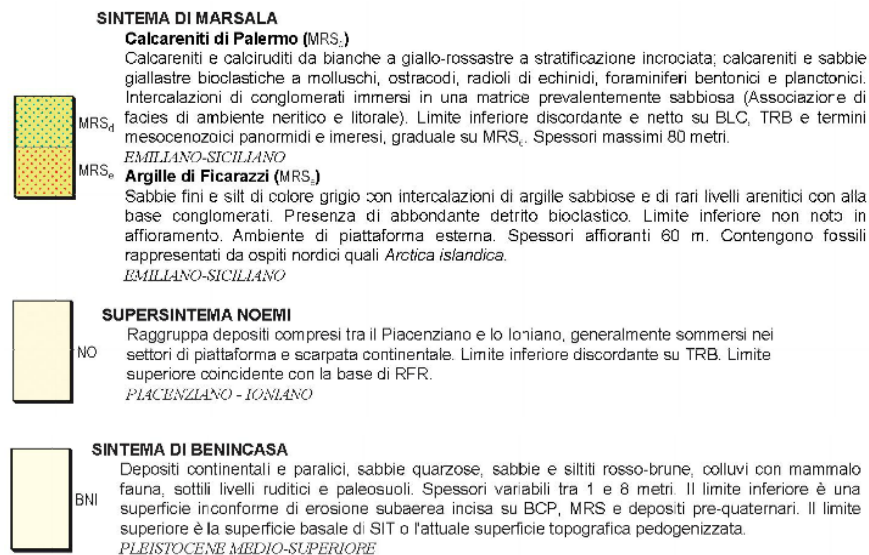 SINTEMA DI MARSALA
Calcareniti di Palermo (MRS)
Calcareniti e calciruditi da bianche a giallo-rossastre a stratificazione incrociata; calcareniti e sabbie
giallastre bioclastiche a molluschi, ostracodi, radioli di echinidi, foraminiferi bentonici e planctonici.
Intercalazioni di conglomerati immersi in una matrice prevalentemente sabbiosa (Associazione di
facies di ambiente neritico e litorale). Limite inferiore discordante e netto su BLC, TRB e termini
mesocenozoici panormidi e imeresi, graduale su MRS. Spessori massimi 80 metri.
EMILIANO-SICILIANO
MRSd
MRSe
Argille di Ficarazzi (MRS)
Sabbie fini e silt di colore grigio con intercalazioni di argille sabbiose e di rari livelli arenitici con alla
base conglomerati. Presenza di abbondante detrito bioclastico. Limite inferiore non noto in
affioramento. Ambiente di piattaforma esterna. Spessori affioranti 60 m. Contengono fossili
rappresentati da ospiti nordici quali Arctica islandica.
EMILIANO-SICILIANO
SUPERSINTEMA NOEMI
Raggruppa depositi compresi tra il Piacenziano e lo Ioniano, generalmente sommersi nei
NO settori di piattaforma e scarpata continentale. Limite inferiore discordante su TRB. Limite
superiore coincidente con la base di RFR.
PIACENZIANO - IONIANO
SINTEMA DI BENINCASA
Depositi continentali e paralici, sabbie quarzose, sabbie e siltiti rosso-brune, colluvi con mammalo
fauna, sottili livelli ruditici e paleosuoli. Spessori variabili tra 1 e 8 metri. Il limite inferiore è una
BNI superficie inconforme di erosione subaerea incisa su BCP, MRS e depositi pre-quaternari. Il limite
superiore è la superficie basale di SIT o l'attuale superficie topografica pedogenizzata.
PLEISTOCENE MEDIO-SUPERIORE